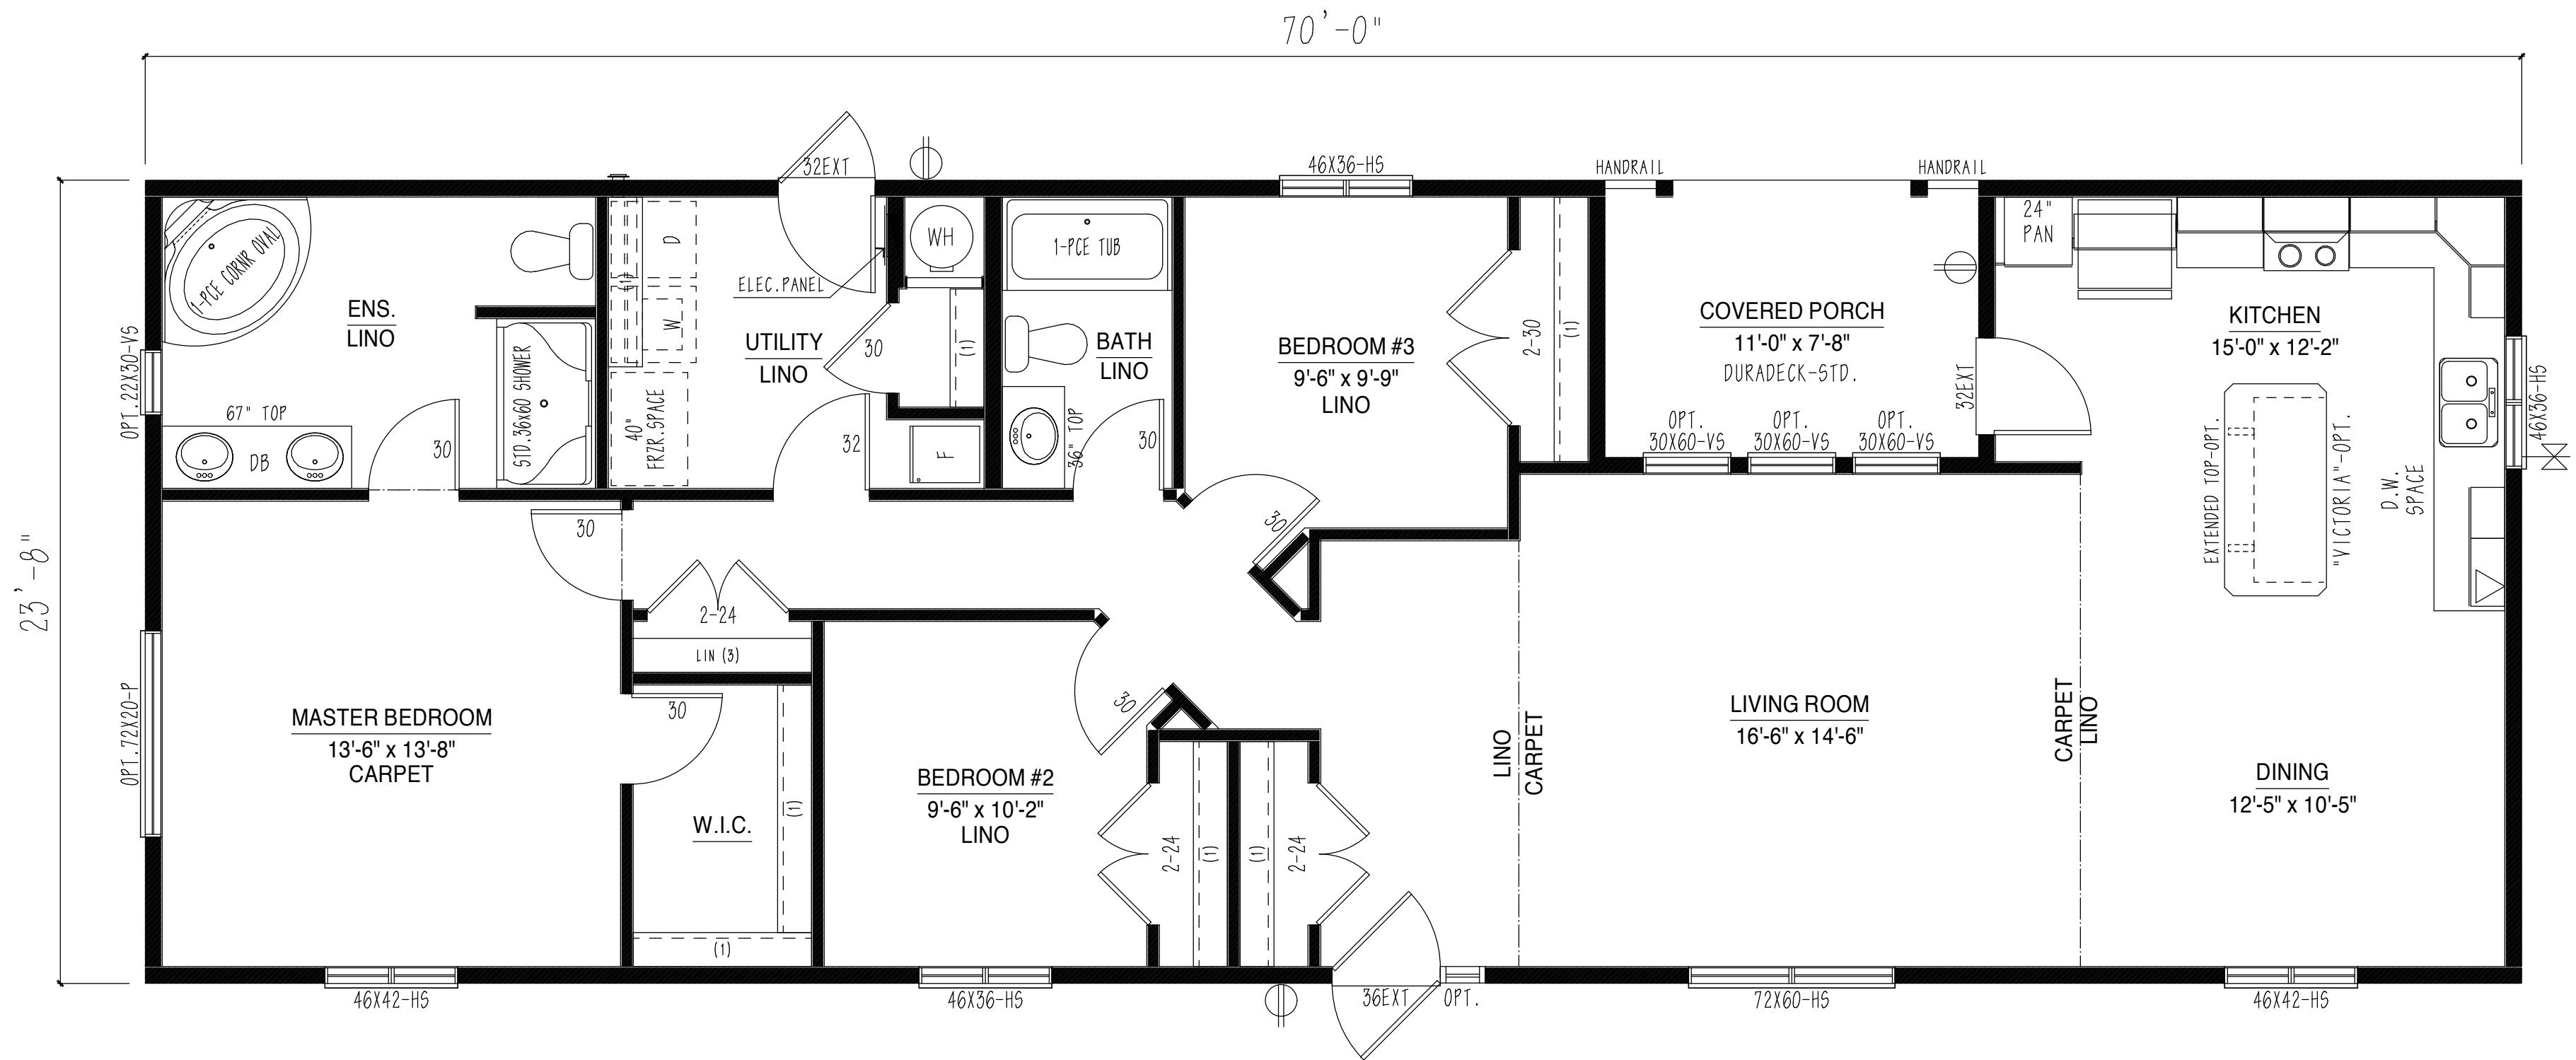 70'-0"
32EXT
46X36-HS
HANDRAIL
HANDRAIL
1-PCE CORNR OVAL
ENS.
LINO
OPT.22X30-VS
67" TOP
DB
30
STD.36x60 SHOWER
(1)
D
W
40"
FRZR.SPACE
ELEC.PANEL
UTILITY
LINO
WH
30
(1)
32
F
1-PCE TUB
BATH
LINO
36" TOP
30
BEDROOM #3
9'-6" x 9'-9"
LINO
2-30
(1)
COVERED PORCH
11'-0" x 7'-8"
DURADECK-STD.
OPT.
30X60-VS
OPT.
30X60-VS
OPT.
30X60-VS
32EXT
24"
PAN
KITCHEN
15'-0" x 12'-2"
EXTENDED TOP-OPT.
"VICTORIA"-OPT.
D.W.
SPACE
46X36-HS
23'-8"
30
30
2-24
LIN (3)
OPT.72X20-P
MASTER BEDROOM
13'-6" x 13'-8"
CARPET
30
W.I.C.
(1)
(1)
30
BEDROOM #2
9'-6" x 10'-2"
LINO
2-24
(1)
(1)
2-24
LINO
CARPET
LIVING ROOM
16'-6" x 14'-6"
CARPET
LINO
DINING
12'-5" x 10'-5"
46X42-HS
46X36-HS
36EXT
OPT.
72X60-HS
46X42-HS